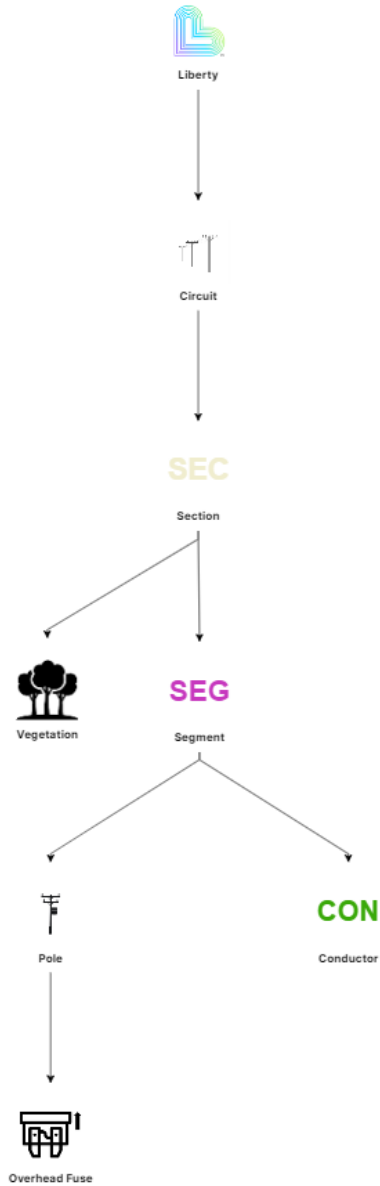 Liberty
Circuit
SEC
Section
Vegetation
SEG
Segment
Pole
CON
Conductor
Overhead Fuse